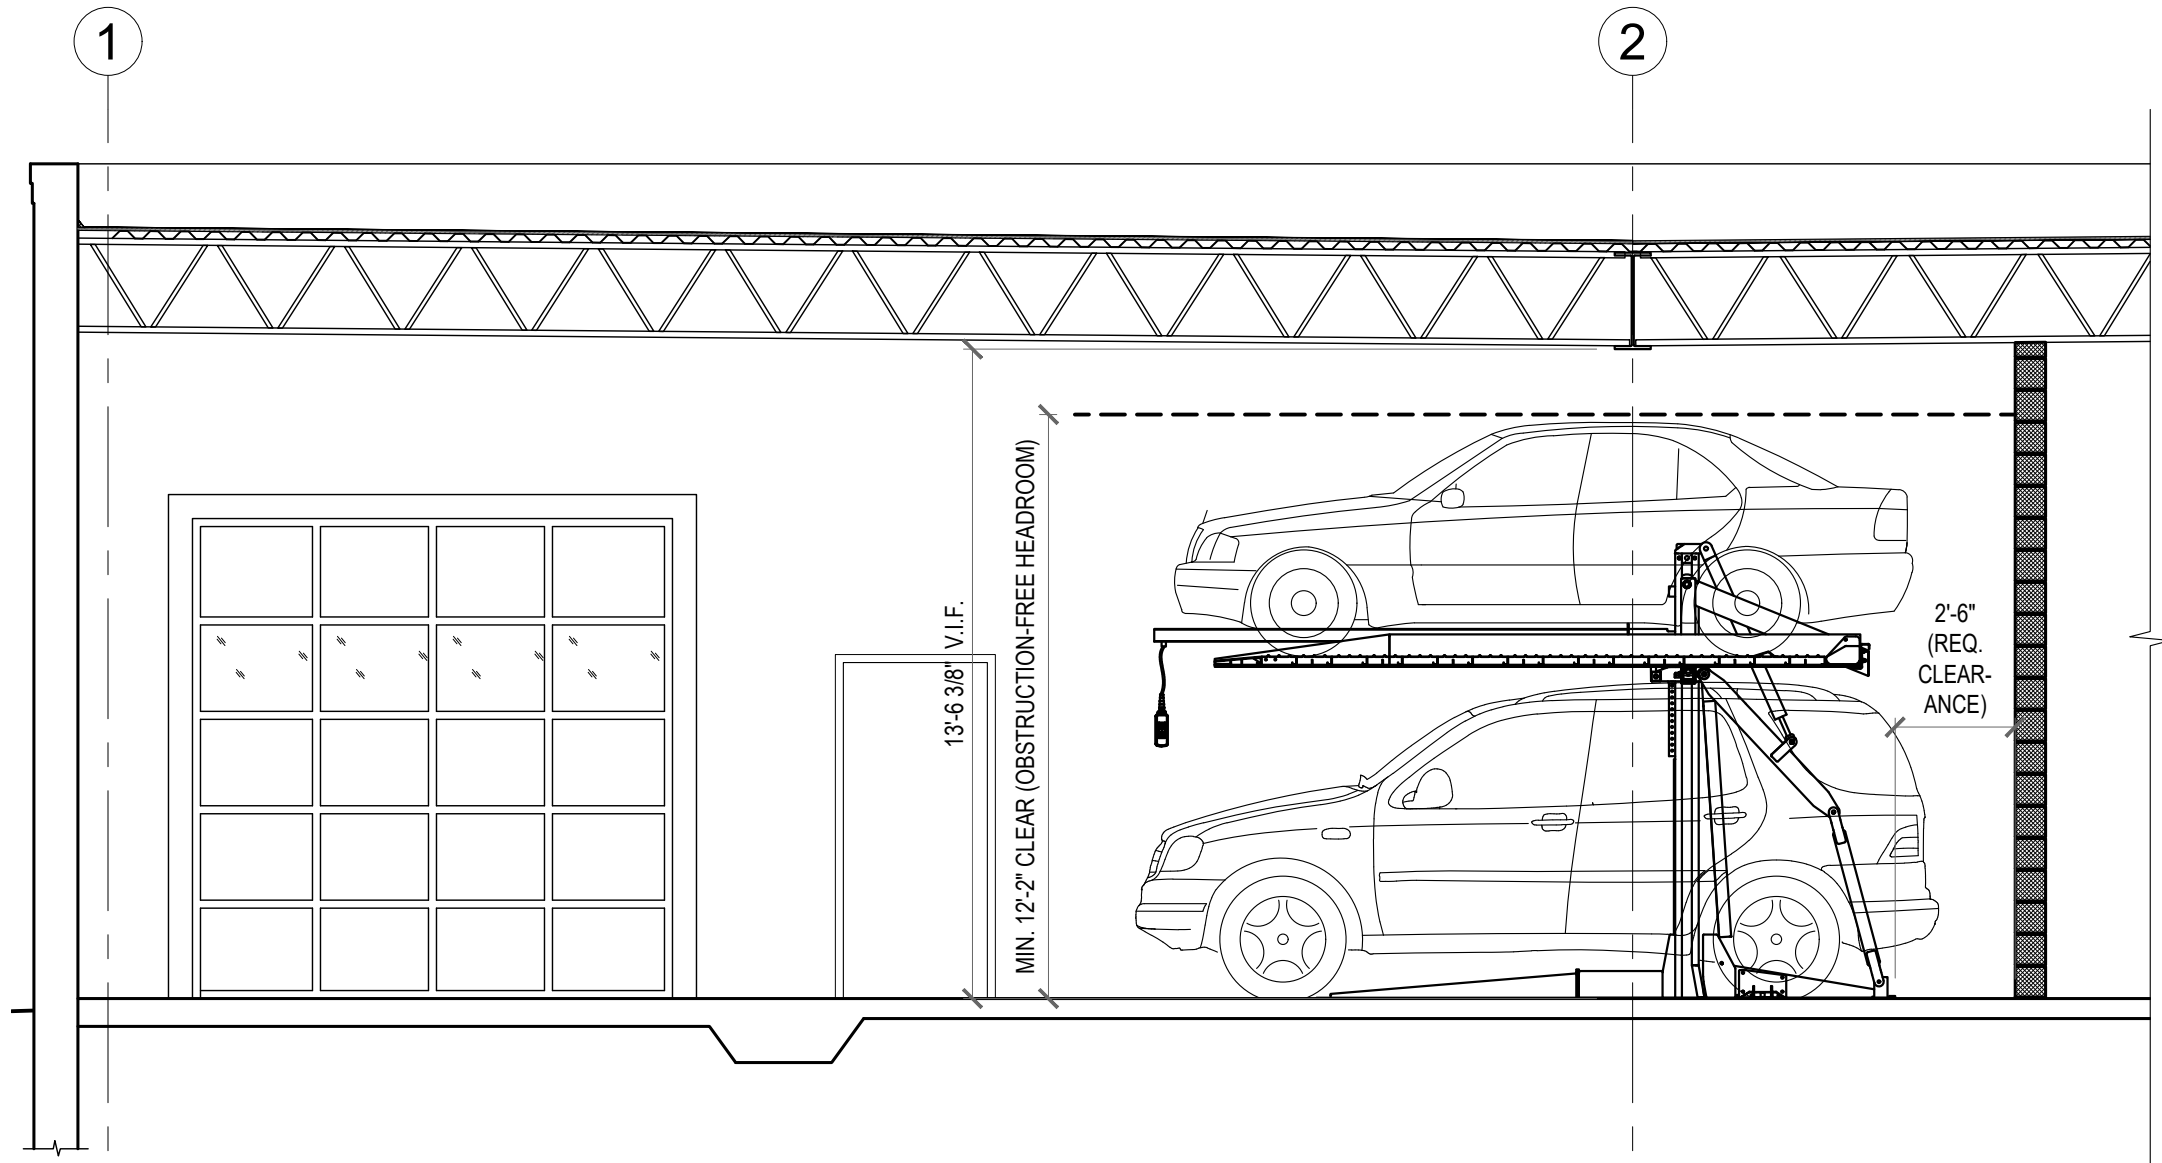 1
2
13'-6 3/8" V.I.F.
MIN. 12'-2" CLEAR (OBSTRUCTION-FREE HEADROOM)
2'-6"
(REQ.
CLEAR-
ANCE)